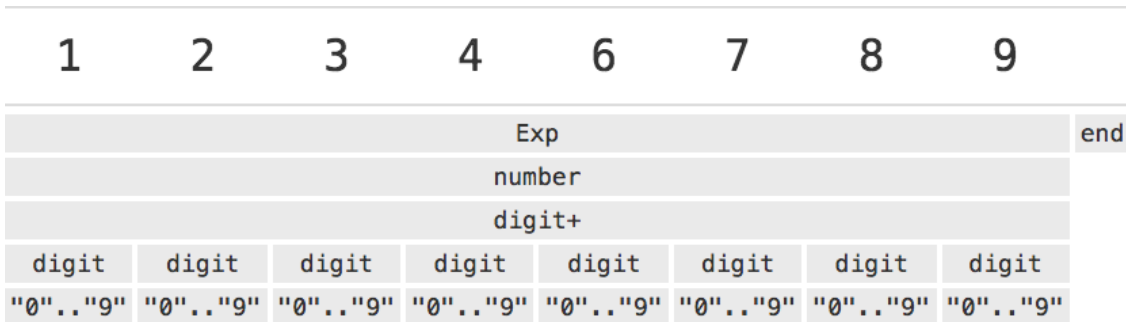 1 2 3 4 6 7 8 9
Exp end
number
digit+
digit digit digit digit digit digit digit digit
"0".."9" "0".."9" "0".."9" "0".."9" "0".."9" "0".."9" "0".."9" "0".."9"